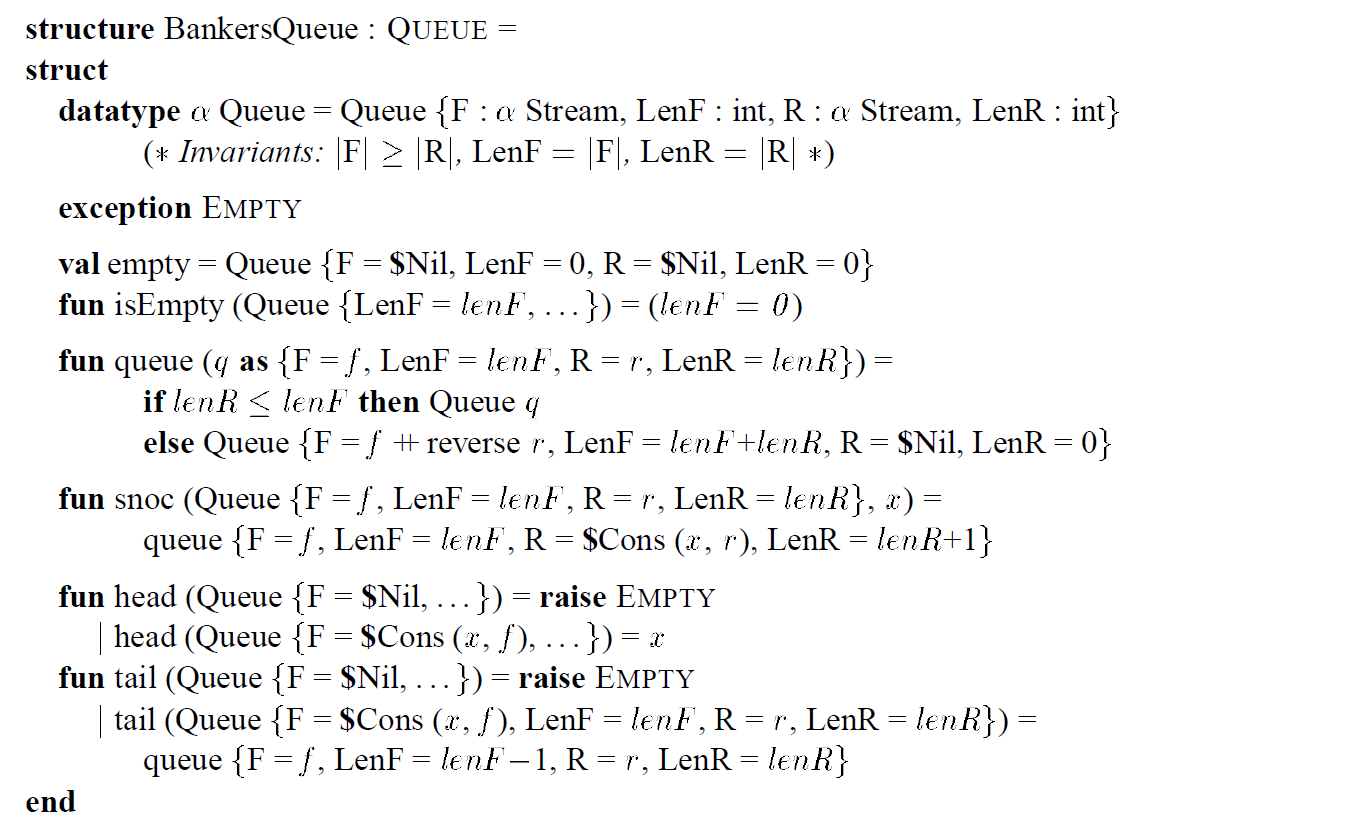 structure BankersQueue : QUEUE =
struct
datatype α Queue = Queue {F : α Stream, LenF : int, R : α Stream, LenR : int}
(* Invariants: |F| ≥ |R|, LenF = |F|, LenR = |R| *)
exception EMPTY
val empty = Queue {F = $Nil, LenF = 0, R = $Nil, LenR = 0}
fun isEmpty (Queue {LenF = lenF, ...}) = (lenF = 0)
fun queue (q as {F = f, LenF = lenF, R = r, LenR = lenR}) =
if lenR ≤ lenF then Queue q
else Queue {F = f ⧺ reverse r, LenF = lenF+lenR, R = $Nil, LenR = 0}
fun snoc (Queue {F = f, LenF = lenF, R = r, LenR = lenR}, x) =
queue {F = f, LenF = lenF, R = $Cons (x, r), LenR = lenR+1}
fun head (Queue {F = $Nil, ...}) = raise EMPTY
| head (Queue {F = $Cons (x, f), ...}) = x
fun tail (Queue {F = $Nil, ...}) = raise EMPTY
| tail (Queue {F = $Cons (x, f), LenF = lenF, R = r, LenR = lenR}) =
queue {F = f, LenF = lenF−1, R = r, LenR = lenR}
end